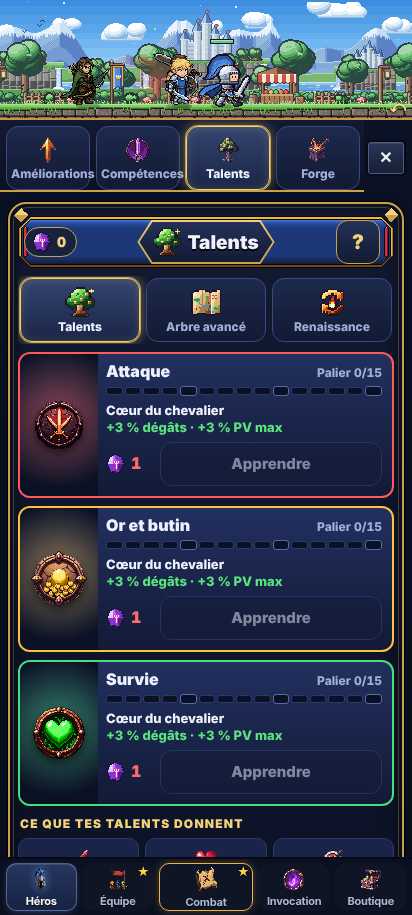 Améliorations
Compétences
Talents
Forge
×
0
Talents
?
Talents
Arbre avancé
Renaissance
Attaque
Palier 0/15
Cœur du chevalier
+3 % dégâts · +3 % PV max
1
Apprendre
Or et butin
Palier 0/15
Cœur du chevalier
+3 % dégâts · +3 % PV max
1
Apprendre
Survie
Palier 0/15
Cœur du chevalier
+3 % dégâts · +3 % PV max
1
Apprendre
CE QUE TES TALENTS DONNENT
Héros
Équipe
Combat
Invocation
Boutique